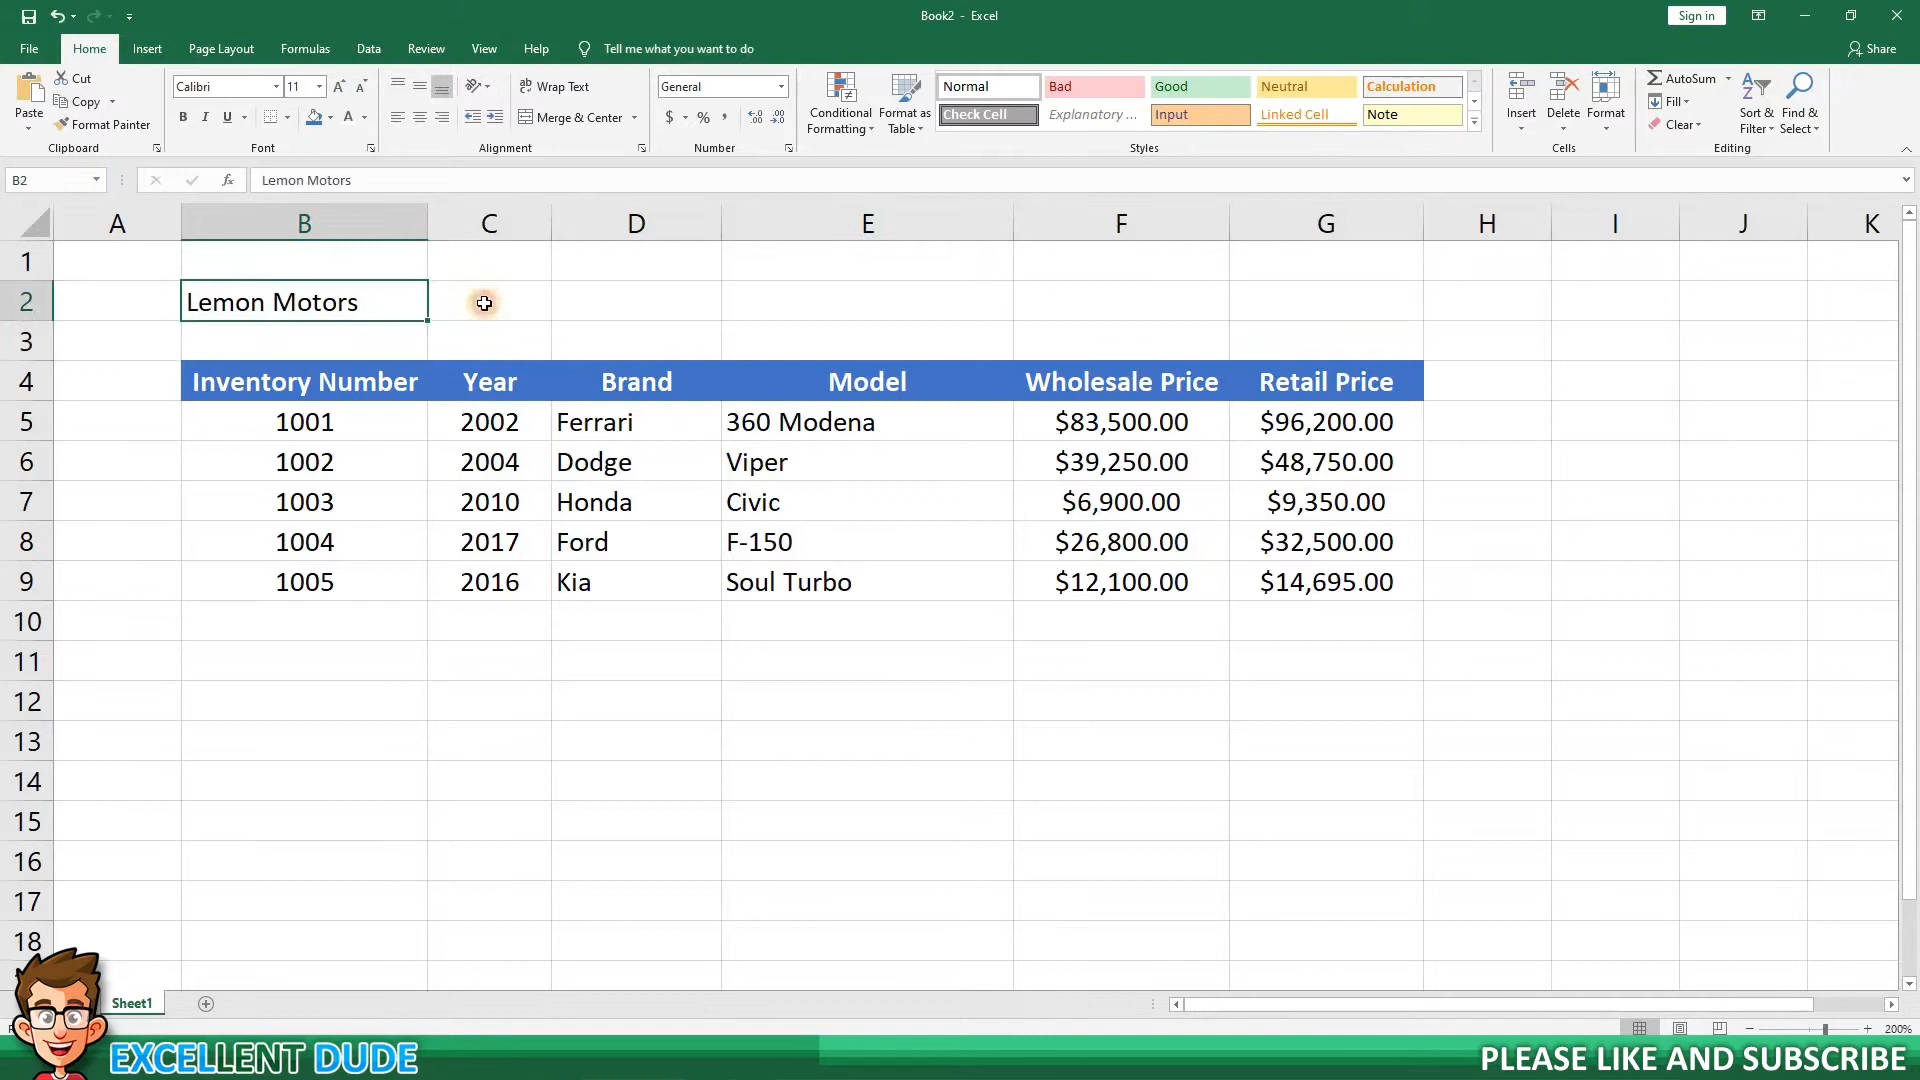 Book2 - Excel
Sign in
File Home Insert Page Layout Formulas Data Review View Help Tell me what you want to do Share
Cut
Copy
Format Painter
Paste
Clipboard
Calibri 11
B I U
Font
Wrap Text
Merge & Center
Alignment
General
$ % ,
Number
Conditional Formatting
Format as Table
Normal Bad Good Neutral Calculation
Check Cell Explanatory ... Input Linked Cell Note
Styles
Insert Delete Format
Cells
AutoSum
Fill
Clear
Sort & Filter
Find & Select
Editing
B2 fx Lemon Motors
A B C D E F G H I J K
1
2 Lemon Motors
3
4 Inventory Number Year Brand Model Wholesale Price Retail Price
5 1001 2002 Ferrari 360 Modena $83,500.00 $96,200.00
6 1002 2004 Dodge Viper $39,250.00 $48,750.00
7 1003 2010 Honda Civic $6,900.00 $9,350.00
8 1004 2017 Ford F-150 $26,800.00 $32,500.00
9 1005 2016 Kia Soul Turbo $12,100.00 $14,695.00
10
11
12
13
14
15
16
17
18
Sheet1
200%
EXCELLENT DUDE
PLEASE LIKE AND SUBSCRIBE